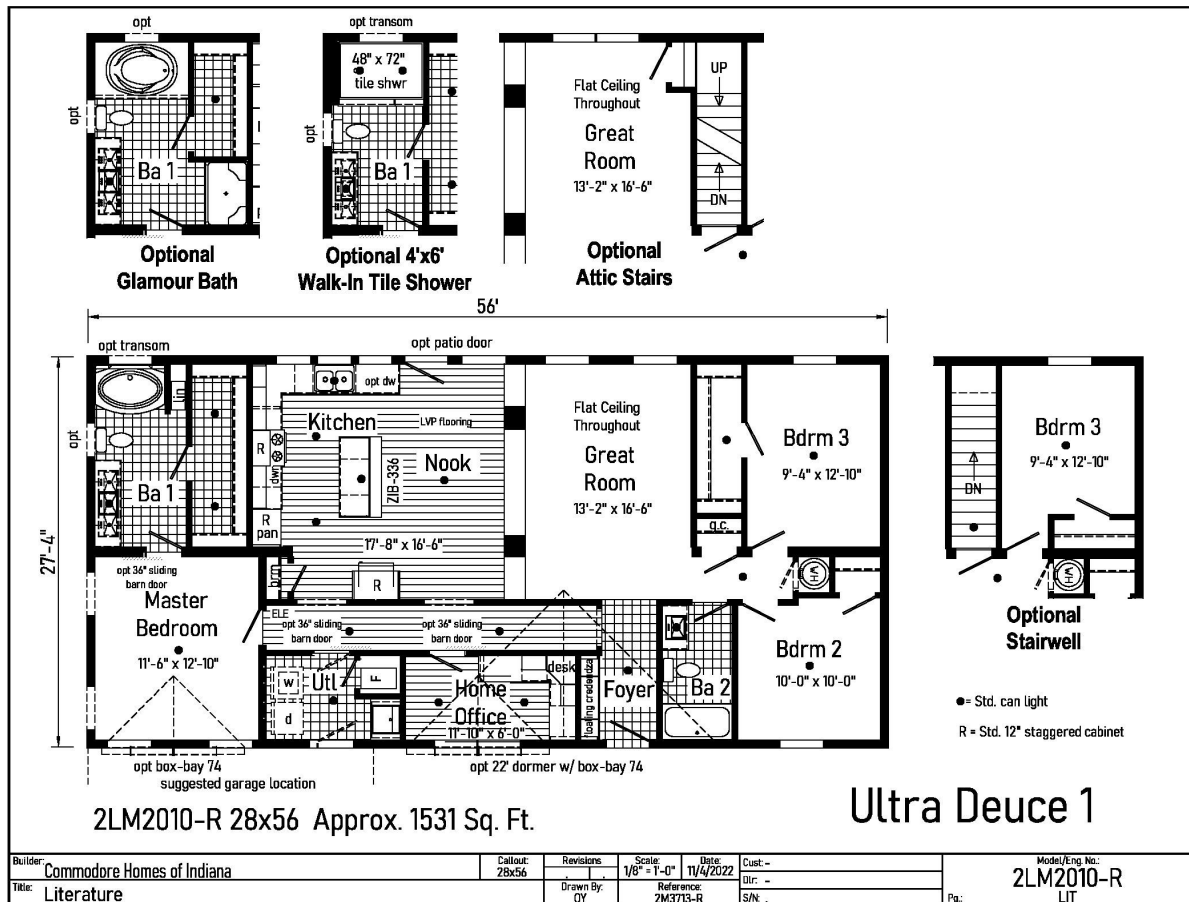 opt
opt
Ba 1
Optional
Glamour Bath
opt transom
48" x 72"
tile shwr
opt
Ba 1
Optional 4'x6'
Walk-In Tile Shower
Flat Ceiling
Throughout
Great
Room
13'-2" x 16'-6"
UP
DN
Optional
Attic Stairs
56'
27'-4"
opt transom
opt patio door
lin
opt
Ba 1
Kitchen
opt dw
LVP flooring
R
dwn
ZIB-336
Nook
R
pan
17'-8" x 16'-6"
brm
R
Flat Ceiling
Throughout
Great
Room
13'-2" x 16'-6"
g.c.
Bdrm 3
9'-4" x 12'-10"
WH
opt 36" sliding
barn door
Master
Bedroom
11'-6" x 12'-10"
ELE
opt 36" sliding
barn door
opt 36" sliding
barn door
w
d
Utl
F
desk
Home
Office
11'-10" x 6'-0"
floating credendza
Foyer
Ba 2
Bdrm 2
10'-0" x 10'-0"
opt box-bay 74
suggested garage location
opt 22' dormer w/ box-bay 74
DN
Bdrm 3
9'-4" x 12'-10"
WH
Optional
Stairwell
= Std. can light
R = Std. 12" staggered cabinet
2LM2010-R 28x56 Approx. 1531 Sq. Ft.
Ultra Deuce 1
Builder: Commodore Homes of Indiana
Title: Literature
Callout:
28x56
Revisions
Drawn By:
OY
Scale:
1/8" = 1'-0"
Date:
11/4/2022
Reference:
2M3713-R
Cust: -
Dlr: -
S/N: .
Model/Eng. No.:
2LM2010-R
Pg.: LIT